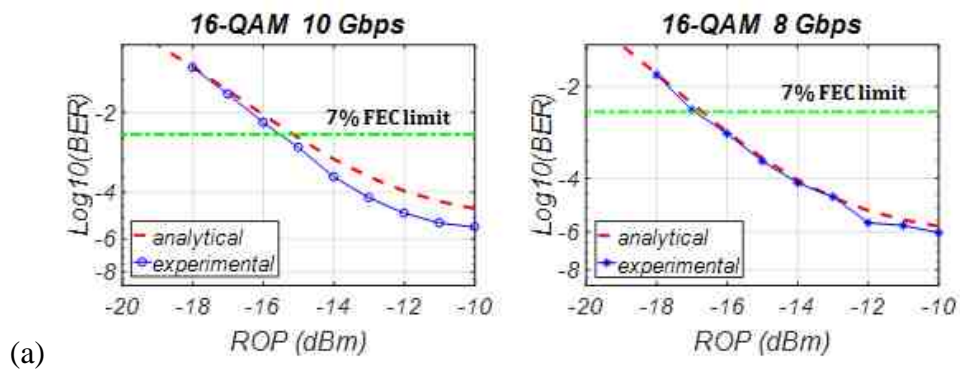 16-QAM 10 Gbps
Log10(BER)
-2
-4
-6
-8
7% FEC limit
analytical
experimental
-20 -18 -16 -14 -12 -10
ROP (dBm)
16-QAM 8 Gbps
Log10(BER)
-2
-4
-6
-8
7% FEC limit
analytical
experimental
-20 -18 -16 -14 -12 -10
ROP (dBm)
(a)